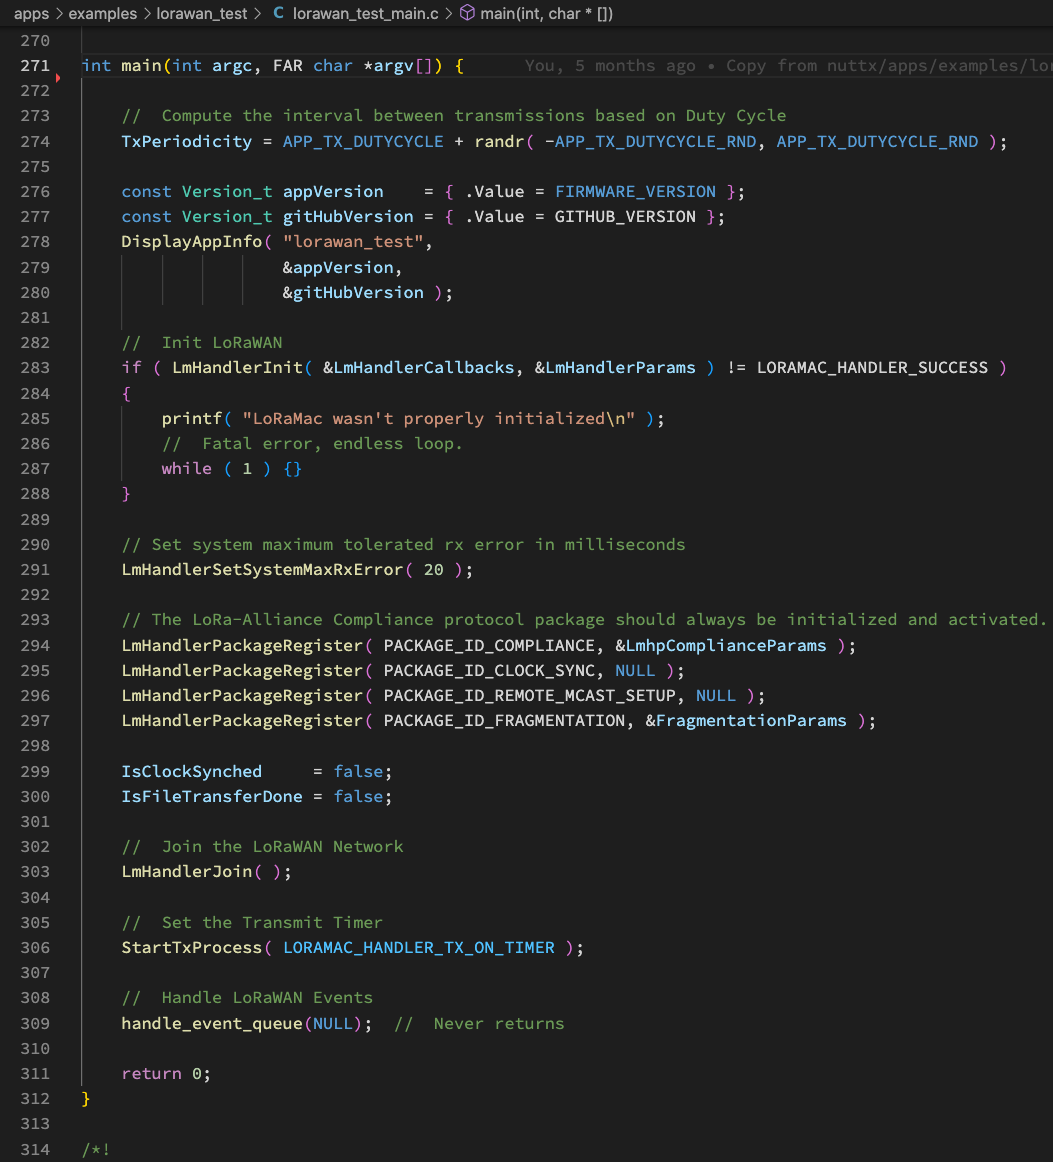 apps > examples > lorawan_test > C lorawan_test_main.c > main(int, char * [])
270
271 int main(int argc, FAR char *argv[]) { You, 5 months ago • Copy from nuttx/apps/examples/lor
272
273 //  Compute the interval between transmissions based on Duty Cycle
274 TxPeriodicity = APP_TX_DUTYCYCLE + randr( -APP_TX_DUTYCYCLE_RND, APP_TX_DUTYCYCLE_RND );
275
276 const Version_t appVersion    = { .Value = FIRMWARE_VERSION };
277 const Version_t gitHubVersion = { .Value = GITHUB_VERSION };
278 DisplayAppInfo( "lorawan_test",
279 &appVersion,
280 &gitHubVersion );
281
282 //  Init LoRaWAN
283 if ( LmHandlerInit( &LmHandlerCallbacks, &LmHandlerParams ) != LORAMAC_HANDLER_SUCCESS )
284 {
285 printf( "LoRaMac wasn't properly initialized\n" );
286 //  Fatal error, endless loop.
287 while ( 1 ) {}
288 }
289
290 // Set system maximum tolerated rx error in milliseconds
291 LmHandlerSetSystemMaxRxError( 20 );
292
293 // The LoRa-Alliance Compliance protocol package should always be initialized and activated.
294 LmHandlerPackageRegister( PACKAGE_ID_COMPLIANCE, &LmhpComplianceParams );
295 LmHandlerPackageRegister( PACKAGE_ID_CLOCK_SYNC, NULL );
296 LmHandlerPackageRegister( PACKAGE_ID_REMOTE_MCAST_SETUP, NULL );
297 LmHandlerPackageRegister( PACKAGE_ID_FRAGMENTATION, &FragmentationParams );
298
299 IsClockSynched     = false;
300 IsFileTransferDone = false;
301
302 //  Join the LoRaWAN Network
303 LmHandlerJoin( );
304
305 //  Set the Transmit Timer
306 StartTxProcess( LORAMAC_HANDLER_TX_ON_TIMER );
307
308 //  Handle LoRaWAN Events
309 handle_event_queue(NULL);  //  Never returns
310
311 return 0;
312 }
313
314 /*!